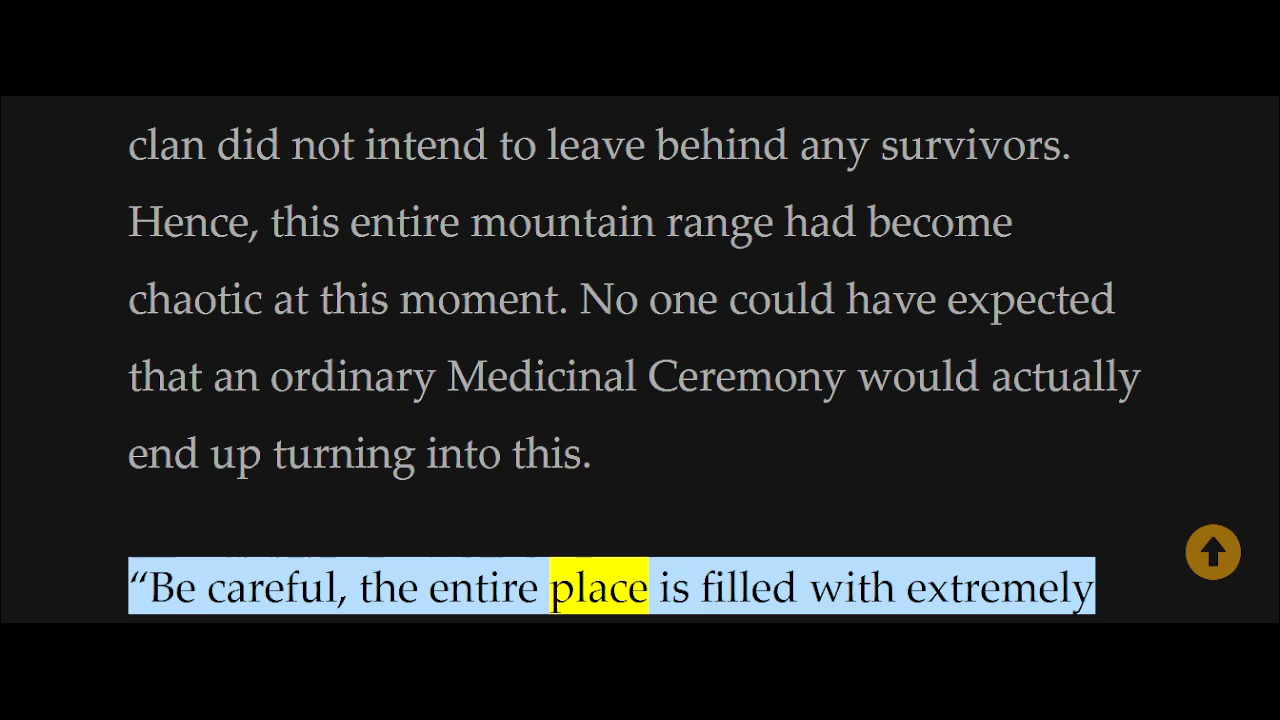 clan did not intend to leave behind any survivors.
Hence, this entire mountain range had become
chaotic at this moment. No one could have expected
that an ordinary Medicinal Ceremony would actually
end up turning into this.
“Be careful, the entire place is filled with extremely